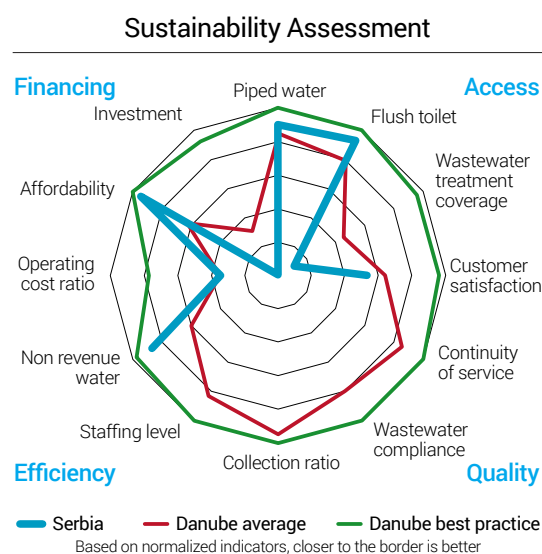 Sustainability Assessment
Financing
Access
Piped water
Investment
Flush toilet
Affordability
Wastewater
treatment
coverage
Operating
cost ratio
Customer
satisfaction
Non revenue
water
Continuity
of service
Staffing level
Wastewater
compliance
Collection ratio
Efficiency
Quality
Serbia
Danube average
Danube best practice
Based on normalized indicators, closer to the border is better